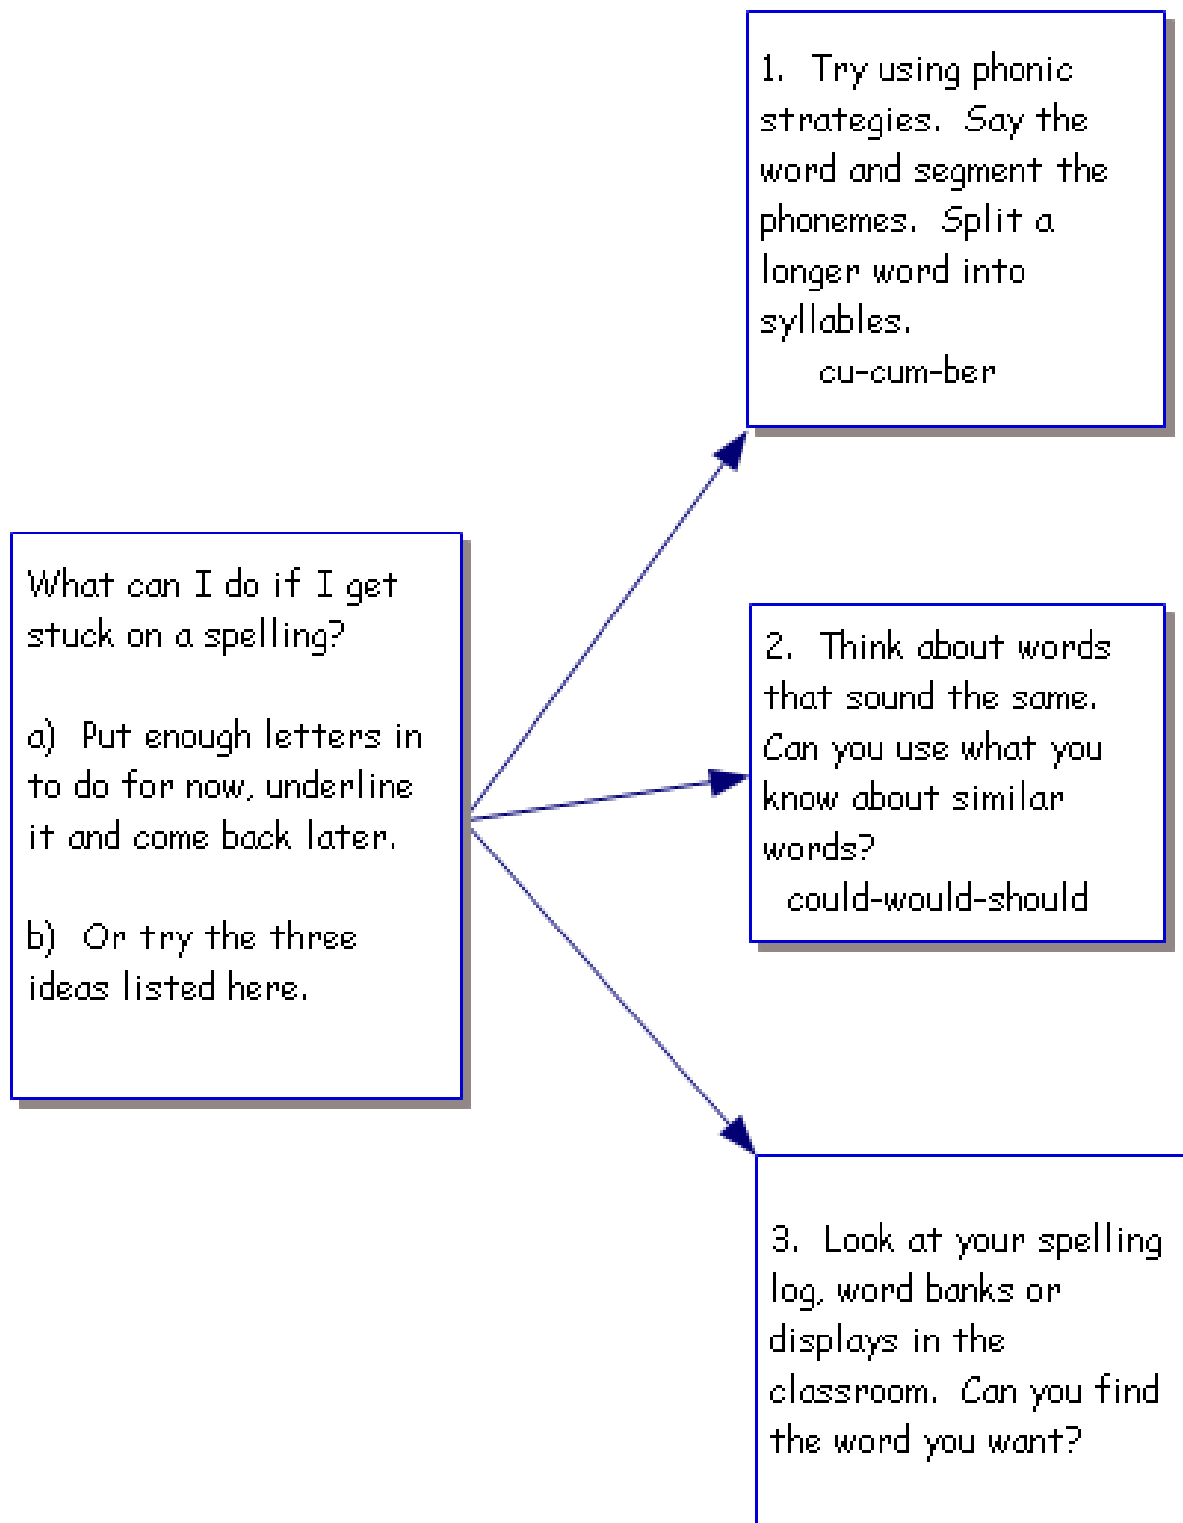 What can I do if I get
stuck on a spelling?
a) Put enough letters in
to do for now, underline
it and come back later.
b) Or try the three
ideas listed here.
1. Try using phonic
strategies. Say the
word and segment the
phonemes. Split a
longer word into
syllables.
cu-cum-ber
2. Think about words
that sound the same.
Can you use what you
know about similar
words?
could-would-should
3. Look at your spelling
log, word banks or
displays in the
classroom. Can you find
the word you want?